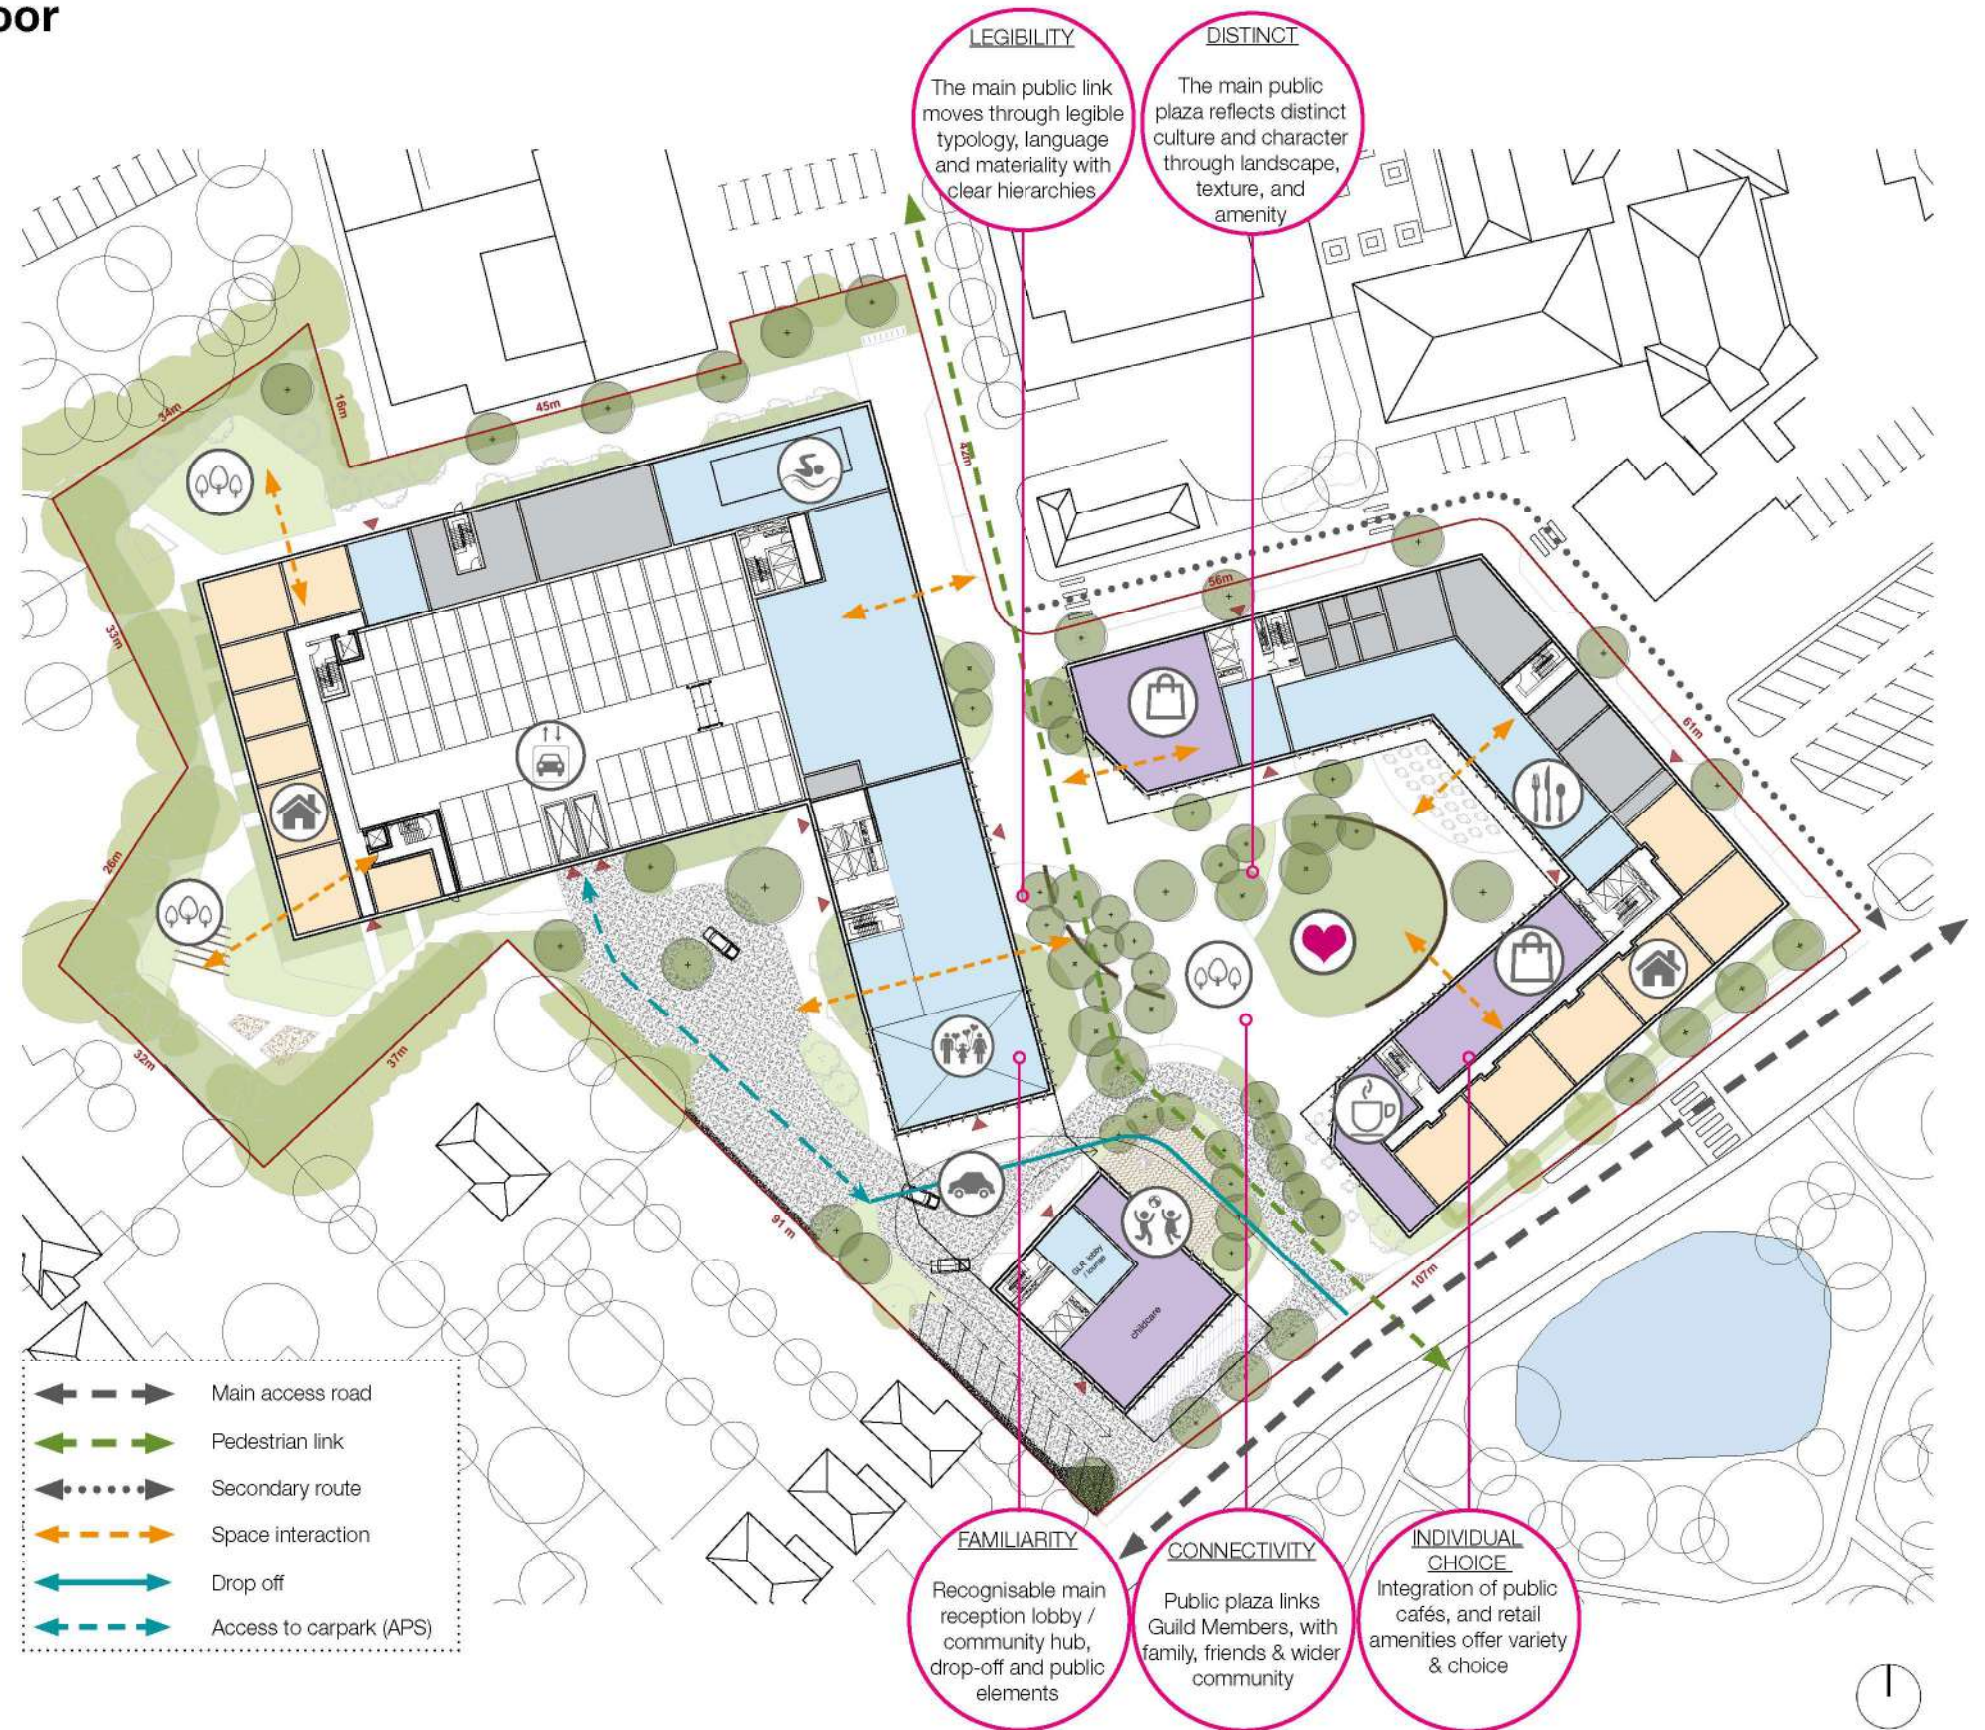 oor
LEGIBILITY
The main public link
moves through legible
typology, language
and materiality with
clear hierarchies
DISTINCT
The main public
plaza reflects distinct
culture and character
through landscape,
texture, and
amenity
34m
16m
45m
42m
33m
56m
61m
26m
32m
37m
91 m
107m
GLR lobby
/ lounge
childcare
Main access road
Pedestrian link
Secondary route
Space interaction
Drop off
Access to carpark (APS)
FAMILIARITY
Recognisable main
reception lobby /
community hub,
drop-off and public
elements
CONNECTIVITY
Public plaza links
Guild Members, with
family, friends & wider
community
INDIVIDUAL
CHOICE
Integration of public
cafés, and retail
amenities offer variety
& choice